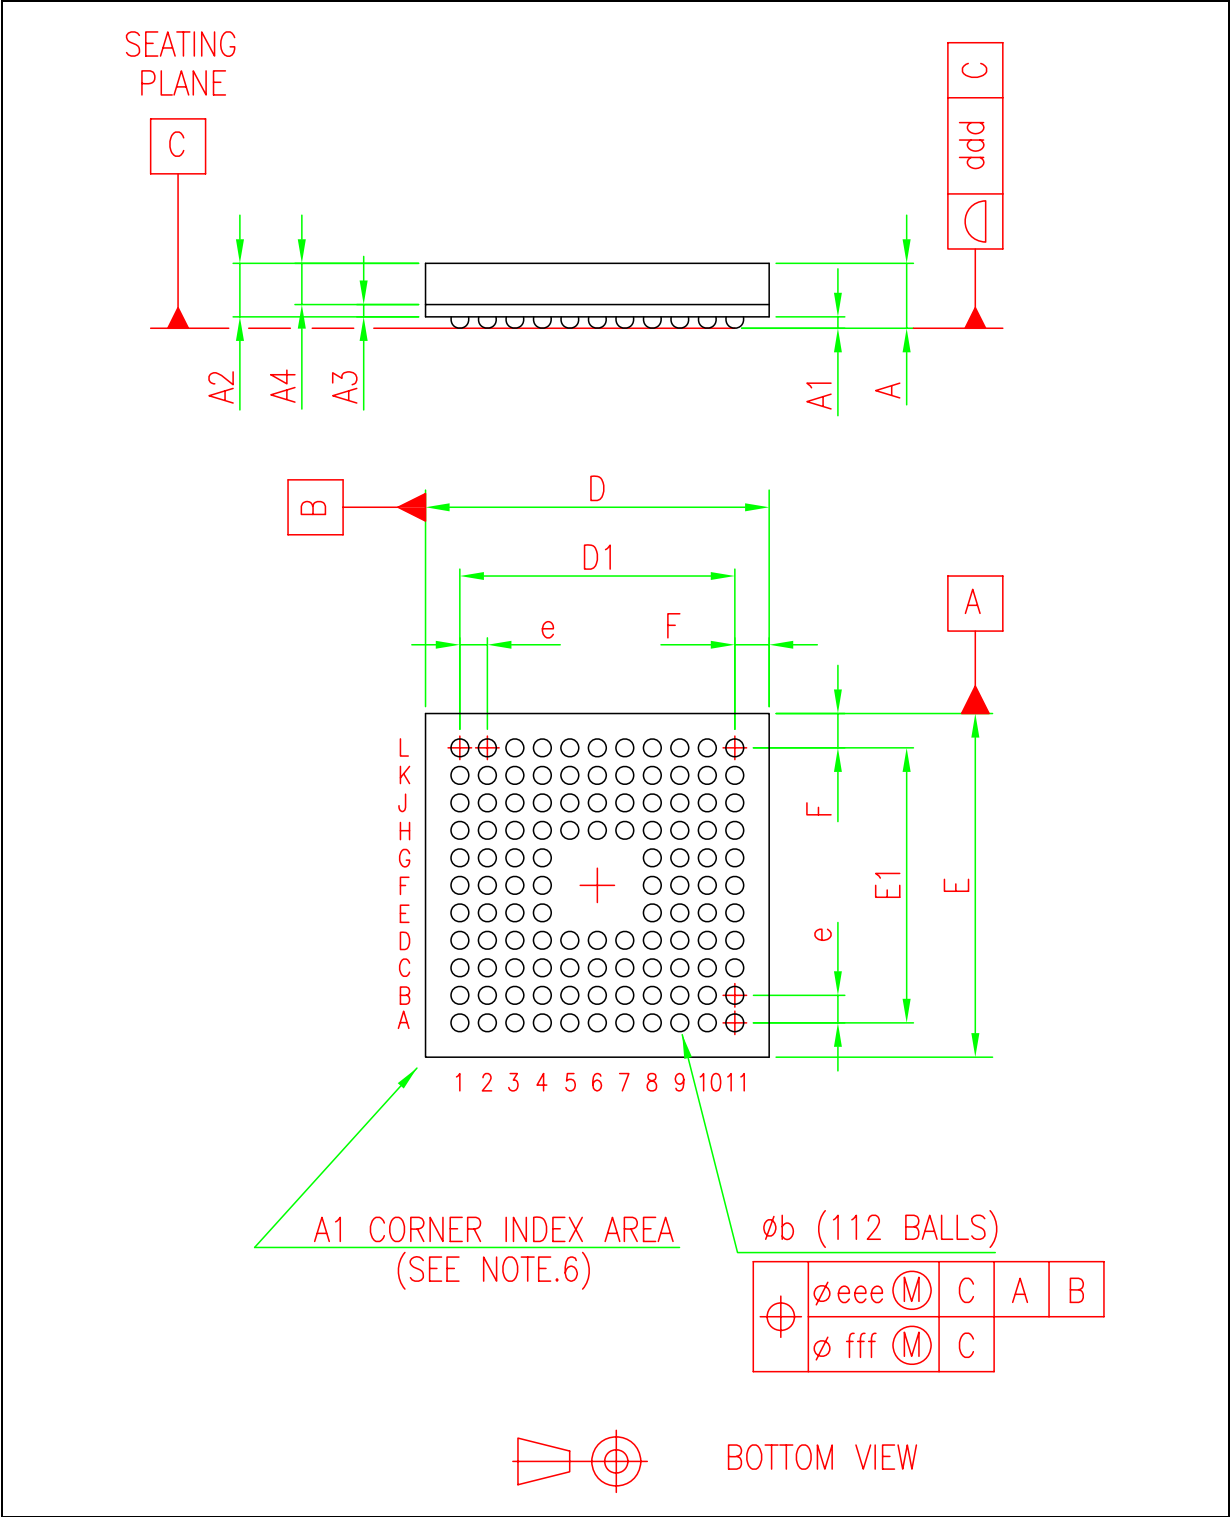 SEATING
PLANE
C
C
ddd
A2
A4
A3
A1
A
B
D
D1
e
F
A
L
K
J
H
G
F
E
D
C
B
A
F
E1
E
e
1 2 3 4 5 6 7 8 9 10 11
A1 CORNER INDEX AREA
(SEE NOTE.6)
øb (112 BALLS)
ø eee Ⓜ C A B
ø fff Ⓜ C
BOTTOM VIEW